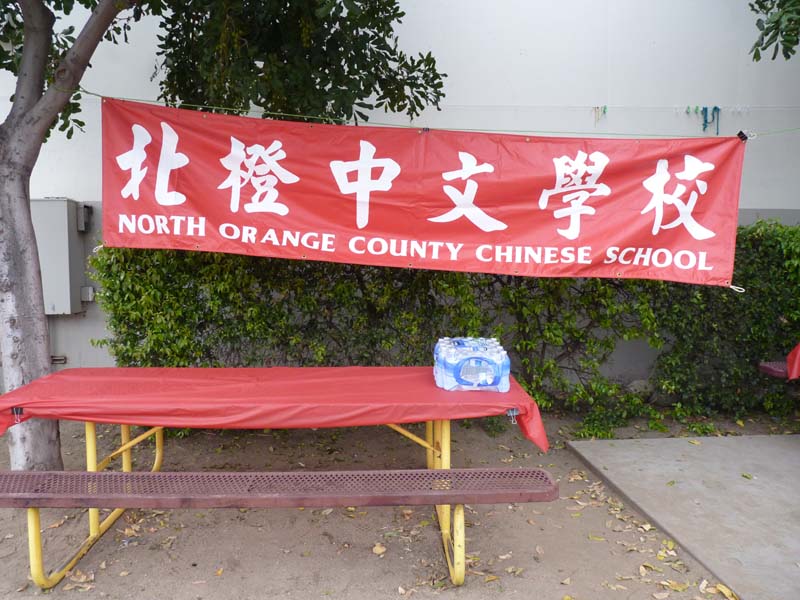 北橙中文學校
NORTH ORANGE COUNTY CHINESE SCHOOL